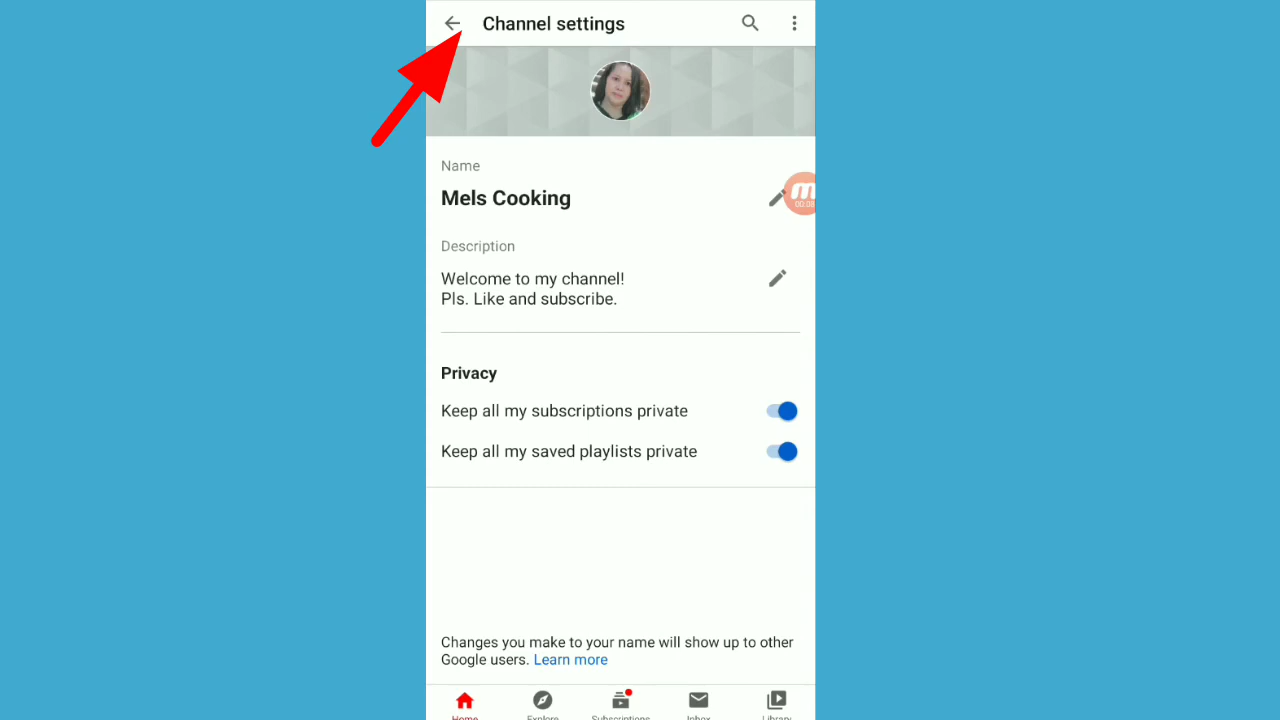 Channel settings
Name
Mels Cooking
m
00:08
Description
Welcome to my channel!
Pls. Like and subscribe.
Privacy
Keep all my subscriptions private
Keep all my saved playlists private
Changes you make to your name will show up to other
Google users. Learn more
Home Explore Subscriptions Inbox Library